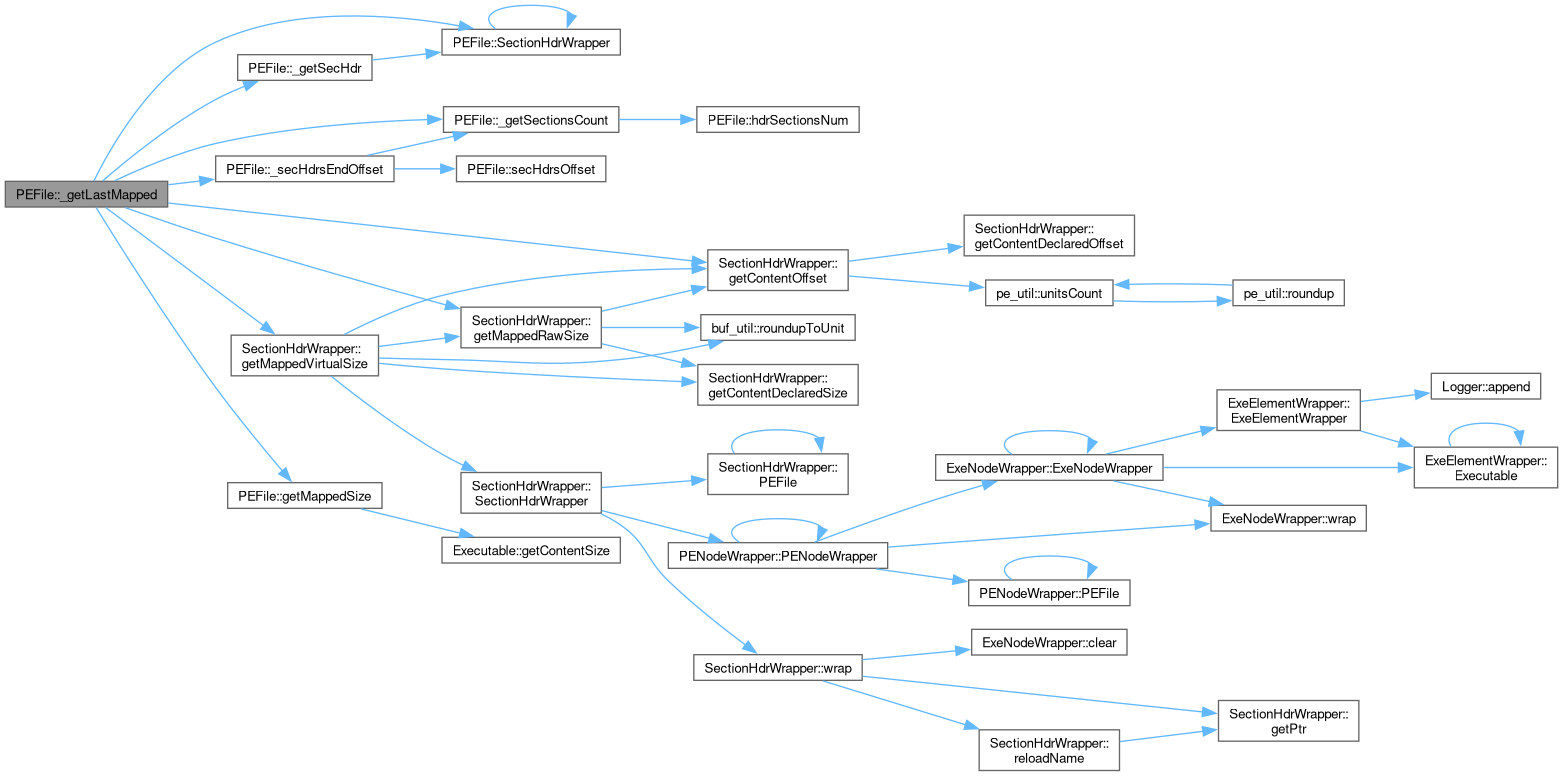 PEFile::SectionHdrWrapper
PEFile::_getSecHdr
PEFile::_getSectionsCount
PEFile::hdrSectionsNum
PEFile::_secHdrsEndOffset
PEFile::secHdrsOffset
PEFile::_getLastMapped
SectionHdrWrapper::
getContentDeclaredOffset
SectionHdrWrapper::
getContentOffset
pe_util::unitsCount
pe_util::roundup
SectionHdrWrapper::
getMappedRawSize
buf_util::roundupToUnit
SectionHdrWrapper::
getMappedVirtualSize
SectionHdrWrapper::
getContentDeclaredSize
Logger::append
ExeElementWrapper::
ExeElementWrapper
SectionHdrWrapper::
PEFile
ExeNodeWrapper::ExeNodeWrapper
ExeElementWrapper::
Executable
PEFile::getMappedSize
SectionHdrWrapper::
SectionHdrWrapper
ExeNodeWrapper::wrap
Executable::getContentSize
PENodeWrapper::PENodeWrapper
PENodeWrapper::PEFile
ExeNodeWrapper::clear
SectionHdrWrapper::wrap
SectionHdrWrapper::
getPtr
SectionHdrWrapper::
reloadName